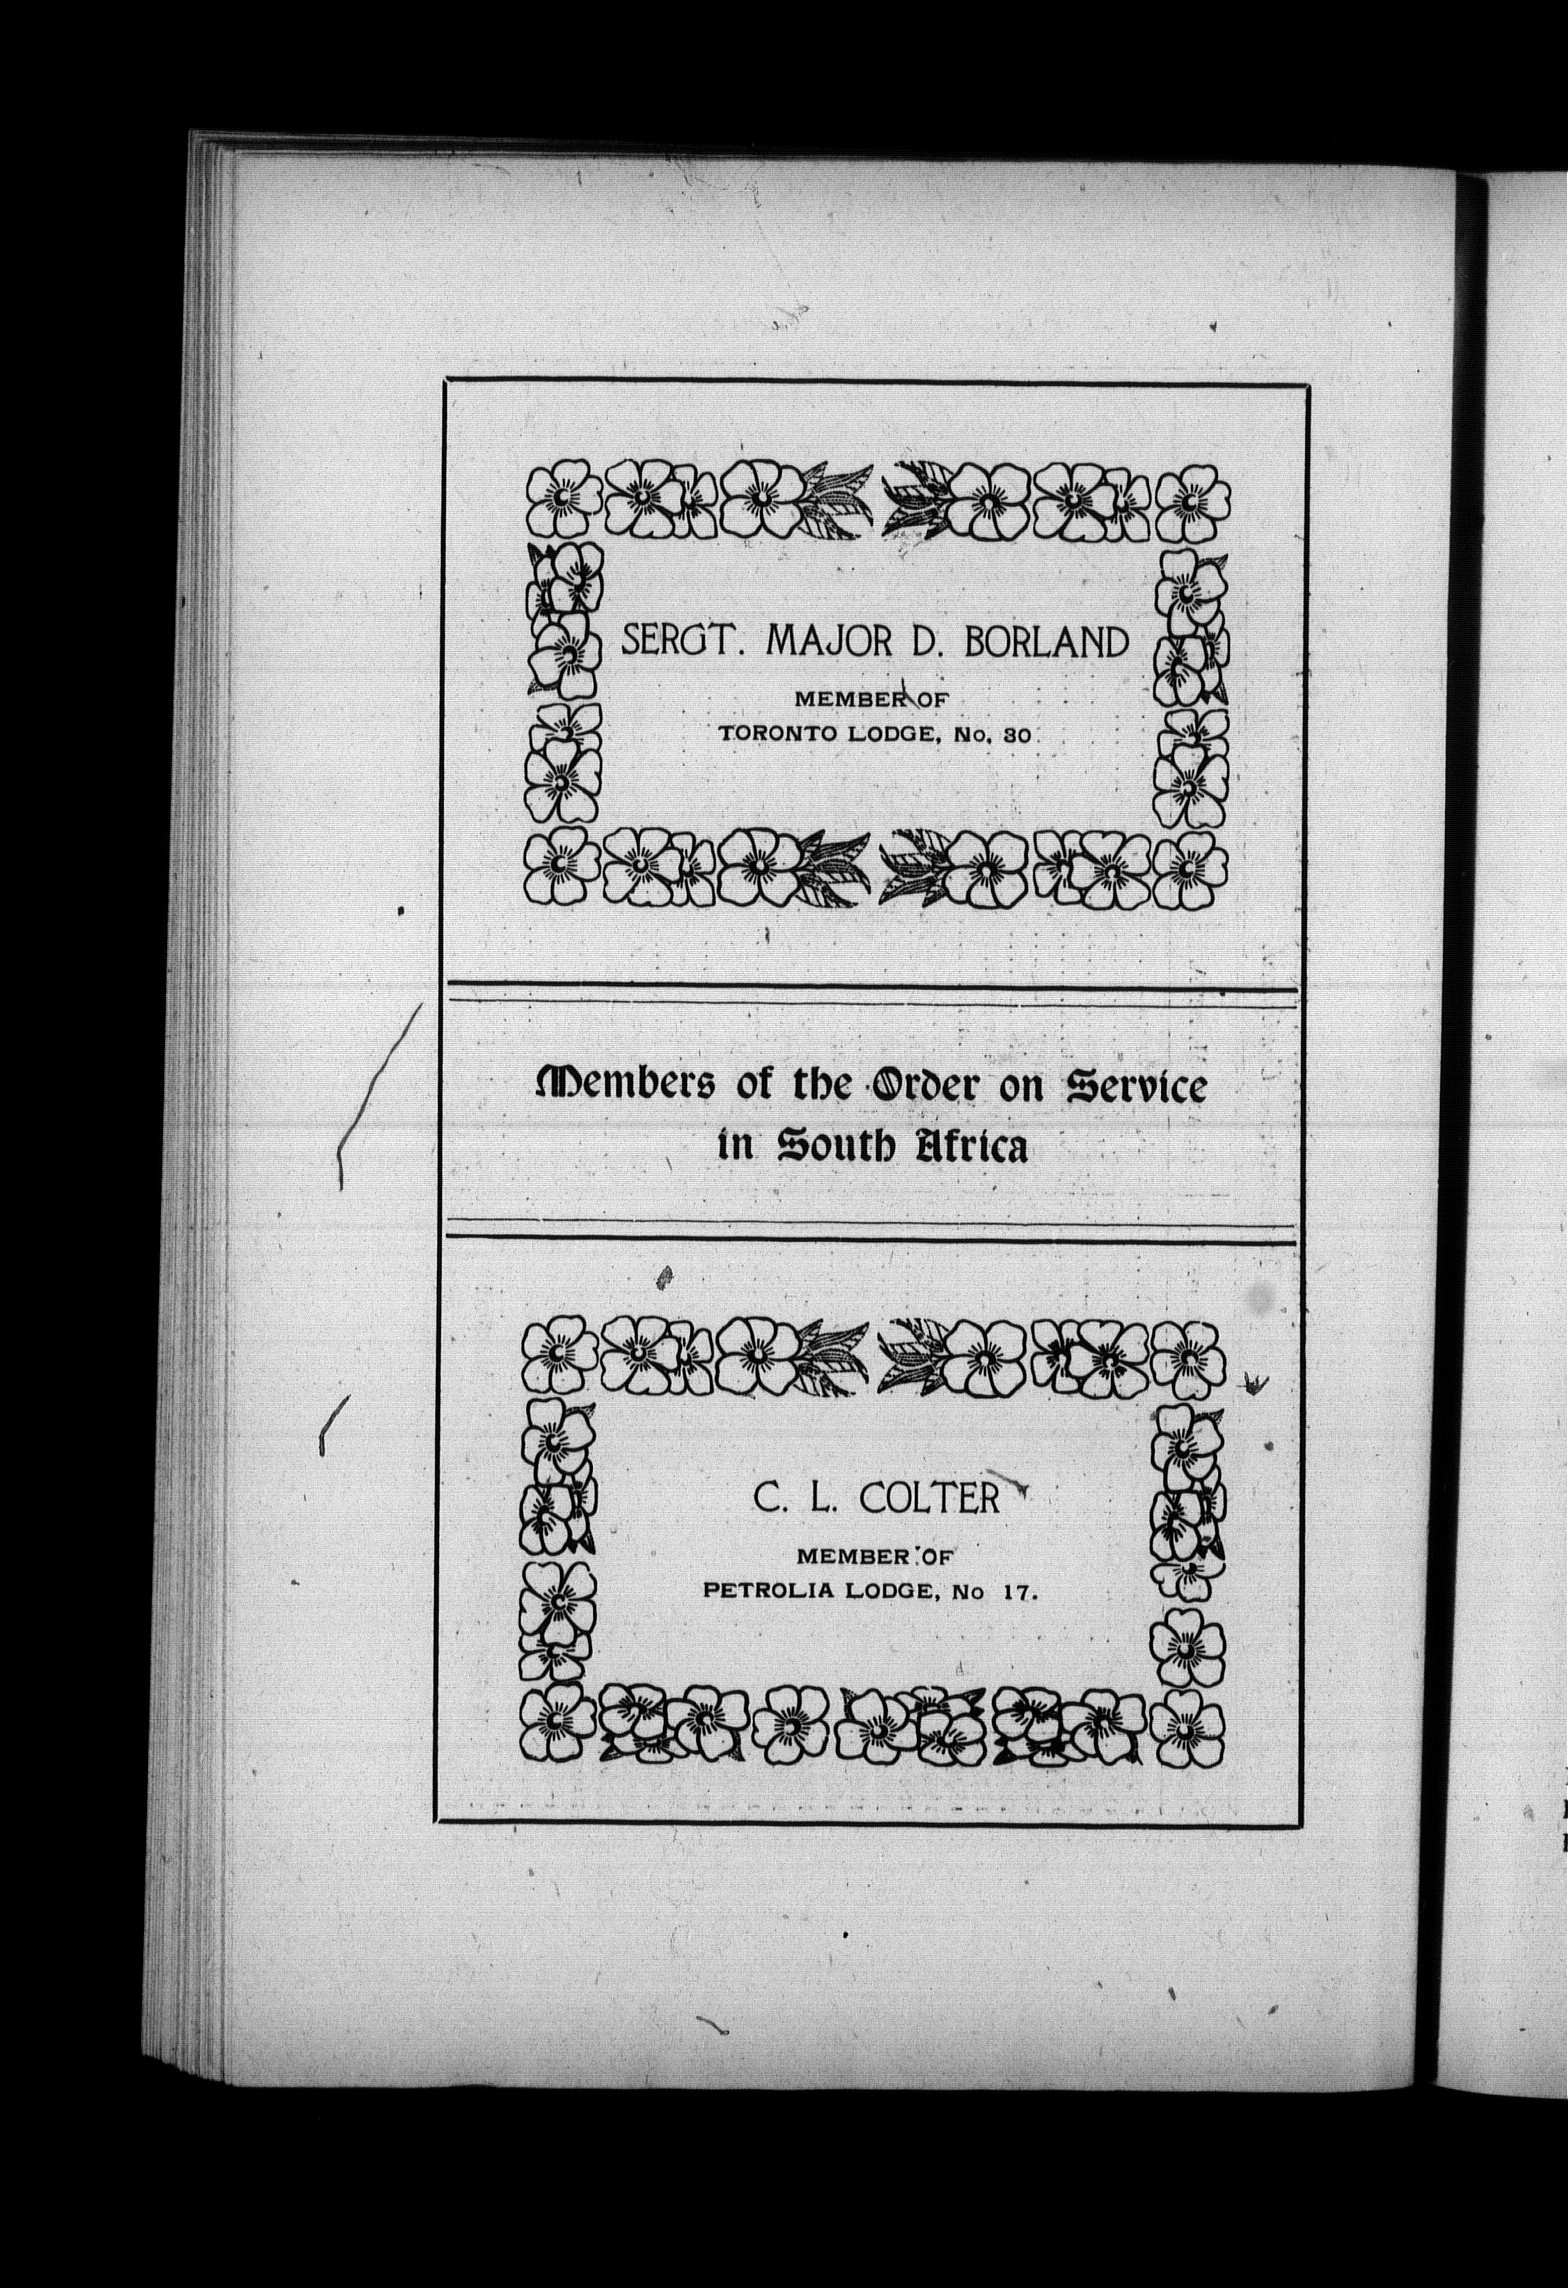 SERGT. MAJOR D. BORLAND
MEMBER OF
TORONTO LODGE, No. 30
Members of the Order on Service
in South Africa
C. L. COLTER
MEMBER OF
PETROLIA LODGE, No 17.